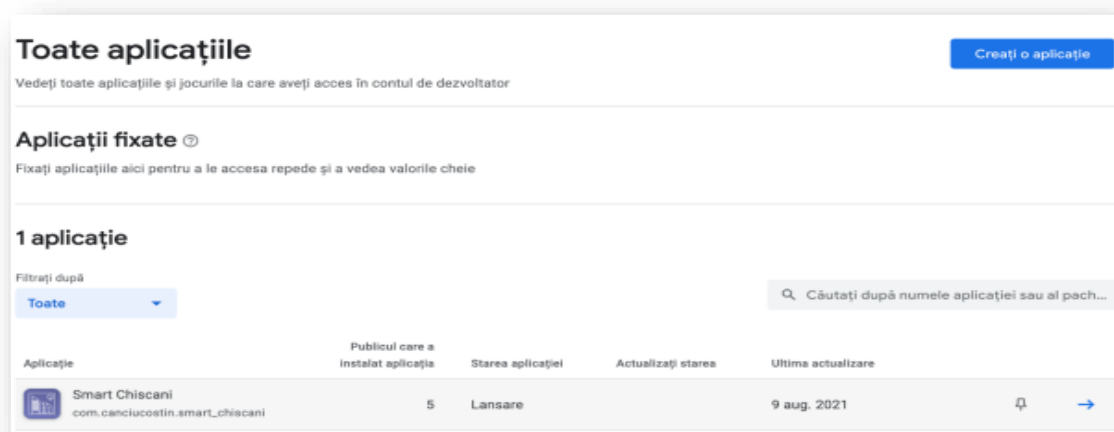 Toate aplicațiile
Creați o aplicație
Vedeți toate aplicațiile și jocurile la care aveți acces în contul de dezvoltator
Aplicații fixate
Fixați aplicațiile aici pentru a le accesa repede și a vedea valorile cheie
1 aplicație
Filtrați după
Toate
Căutați după numele aplicației sau al pach...
Publicul care a
Aplicație instalat aplicația Starea aplicației Actualizați starea Ultima actualizare
Smart Chiscani
5 Lansare 9 aug. 2021
com.canciucostin.smart_chiscani